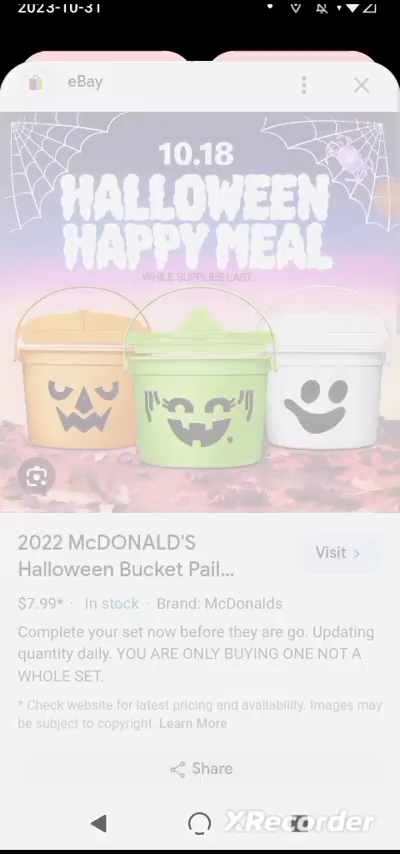 2023-10-31
eBay
10.18
HALLOWEEN
HAPPY MEAL
WHILE SUPPLIES LAST.
2022 McDONALD'S
Halloween Bucket Pail...
Visit
$7.99* · In stock · Brand: McDonalds
Complete your set now before they are go. Updating
quantity daily. YOU ARE ONLY BUYING ONE NOT A
WHOLE SET.
* Check website for latest pricing and availability. Images may
be subject to copyright. Learn More
Share
XRecorder